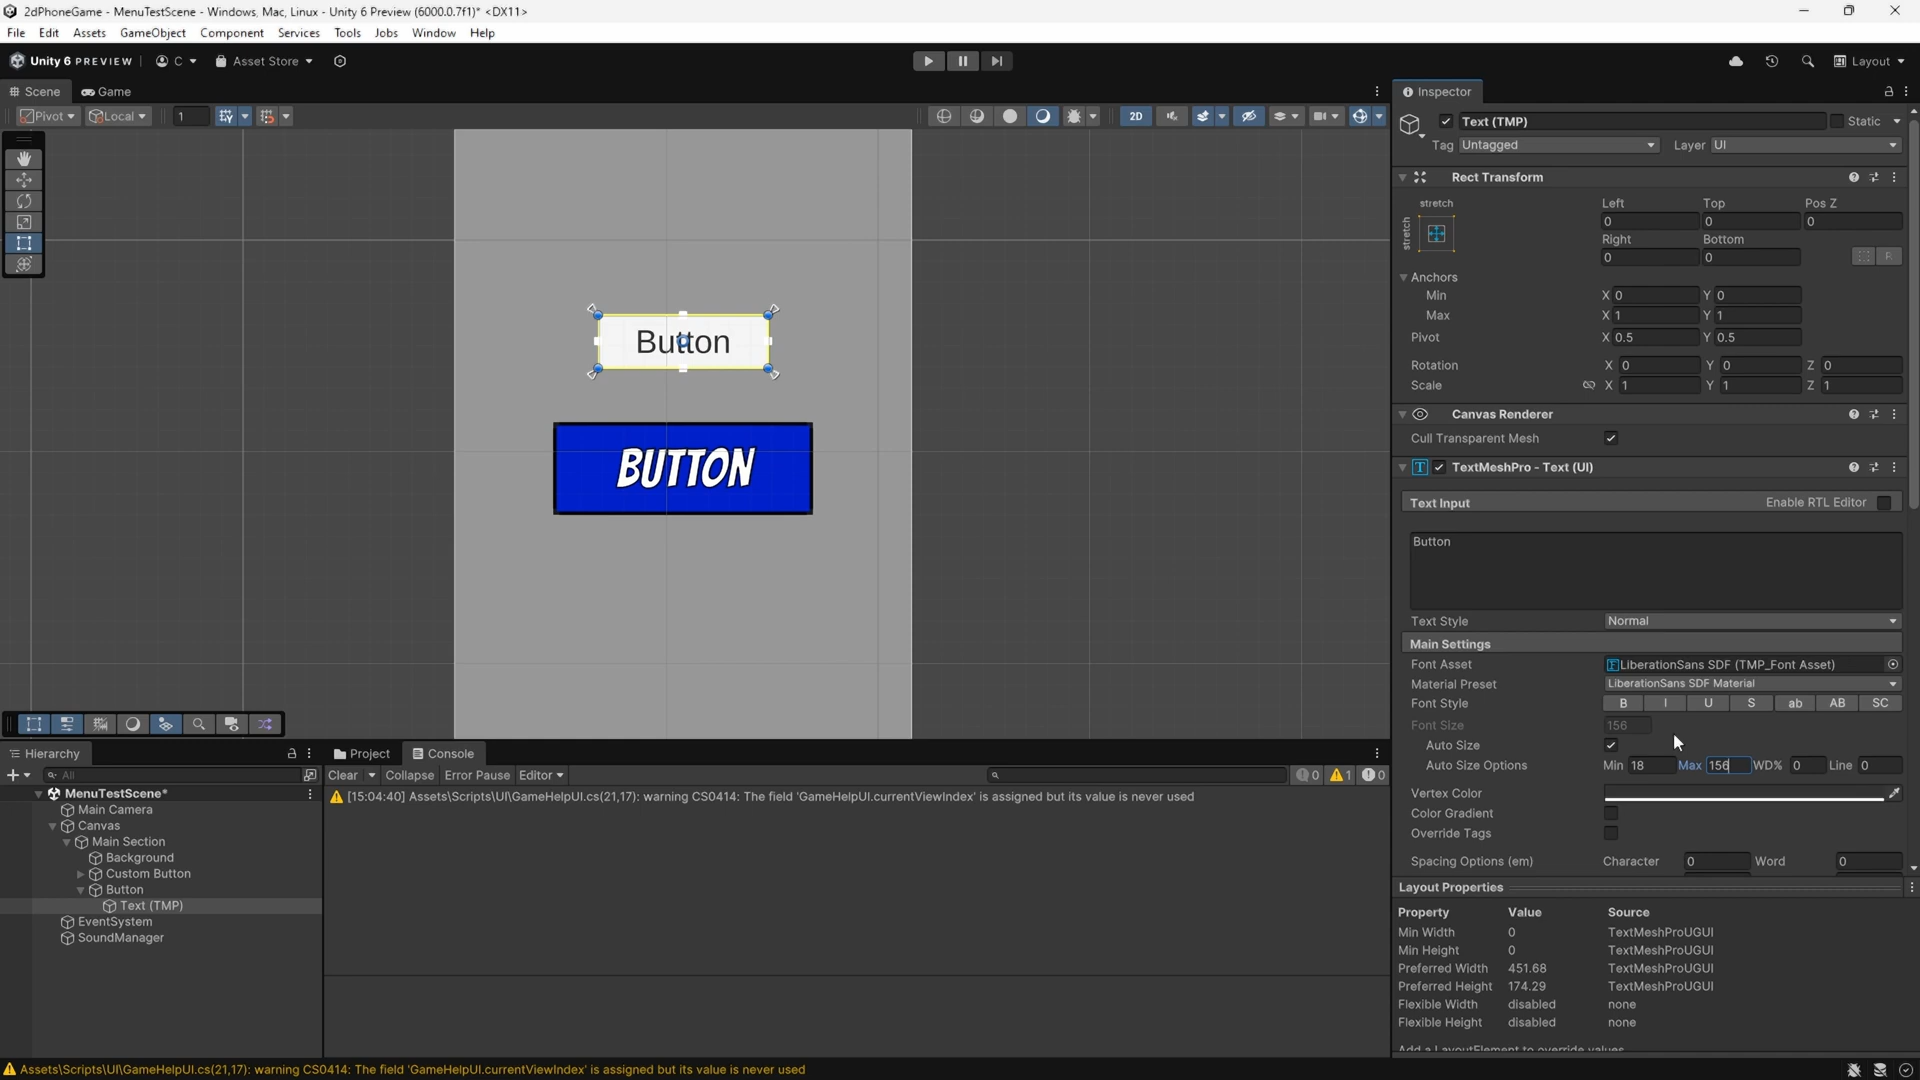 2dPhoneGame - MenuTestScene - Windows, Mac, Linux - Unity 6 Preview (6000.0.7f1)* <DX11>
File Edit Assets GameObject Component Services Tools Jobs Window Help
Unity 6 PREVIEW C Asset Store Layout
Scene Game
Pivot Local 1 2D
Button
BUTTON
Inspector
Text (TMP) Static
Tag Untagged Layer UI
Rect Transform
stretch Left Top Pos Z
stretch 0 0 0
Right Bottom
0 0 R
Anchors
Min X 0 Y 0
Max X 1 Y 1
Pivot X 0.5 Y 0.5
Rotation X 0 Y 0 Z 0
Scale X 1 Y 1 Z 1
Canvas Renderer
Cull Transparent Mesh
TextMeshPro - Text (UI)
Text Input Enable RTL Editor
Button
Text Style Normal
Main Settings
Font Asset LiberationSans SDF (TMP_Font Asset)
Material Preset LiberationSans SDF Material
Font Style B I U S ab AB SC
Font Size 156
Auto Size
Auto Size Options Min 18 Max 156 WD% 0 Line 0
Vertex Color
Color Gradient
Override Tags
Spacing Options (em) Character 0 Word 0
Layout Properties
Property Value Source
Min Width 0 TextMeshProUGUI
Min Height 0 TextMeshProUGUI
Preferred Width 451.68 TextMeshProUGUI
Preferred Height 174.29 TextMeshProUGUI
Flexible Width disabled none
Flexible Height disabled none
Add a LayoutElement to override values
Hierarchy
All
MenuTestScene*
Main Camera
Canvas
Main Section
Background
Custom Button
Button
Text (TMP)
EventSystem
SoundManager
Project Console
Clear Collapse Error Pause Editor 0 1 0
[15:04:40] Assets\Scripts\UI\GameHelpUI.cs(21,17): warning CS0414: The field 'GameHelpUI.currentViewIndex' is assigned but its value is never used
Assets\Scripts\UI\GameHelpUI.cs(21,17): warning CS0414: The field 'GameHelpUI.currentViewIndex' is assigned but its value is never used